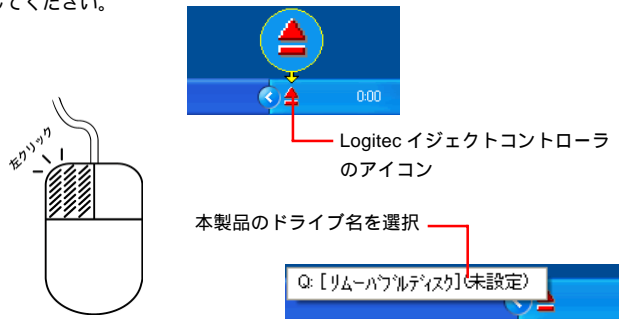 てください。
0:00
Logitec イジェクトコントローラ
のアイコン
左クリック
本製品のドライブ名を選択
Q: [リムーバブルディスク](未設定)